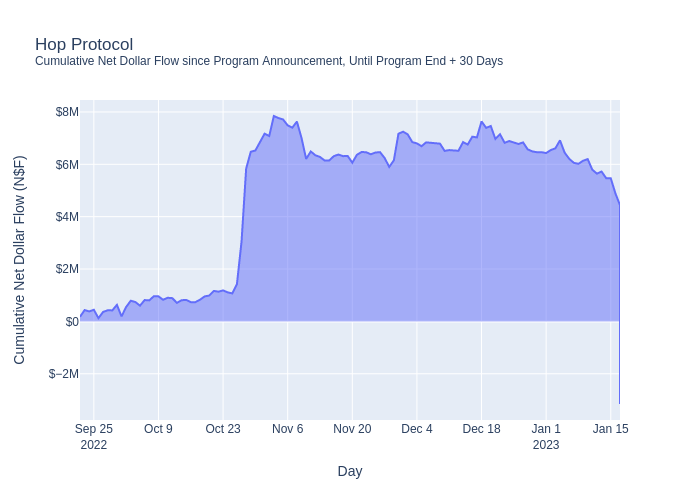 Hop Protocol
Cumulative Net Dollar Flow since Program Announcement, Until Program End + 30 Days
Cumulative Net Dollar Flow (N$F)
$8M
$6M
$4M
$2M
$0
$−2M
Sep 25 Oct 9 Oct 23 Nov 6 Nov 20 Dec 4 Dec 18 Jan 1 Jan 15
2022 2023
Day